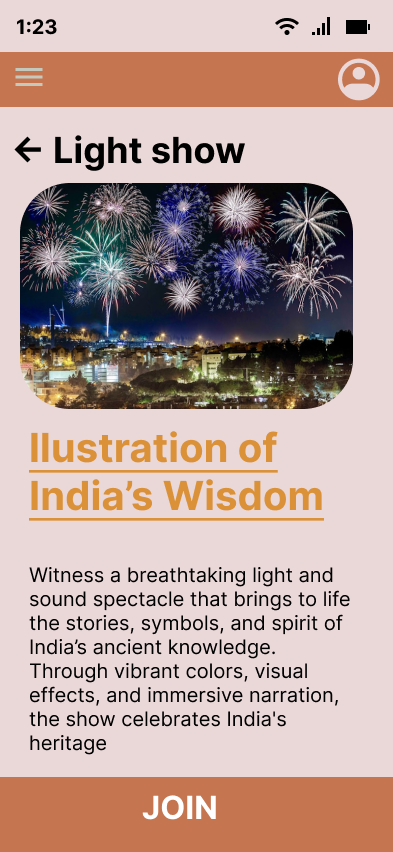 1:23
Light show
Ilustration of
India’s Wisdom
Witness a breathtaking light and
sound spectacle that brings to life
the stories, symbols, and spirit of
India’s ancient knowledge.
Through vibrant colors, visual
effects, and immersive narration,
the show celebrates India's
heritage
JOIN